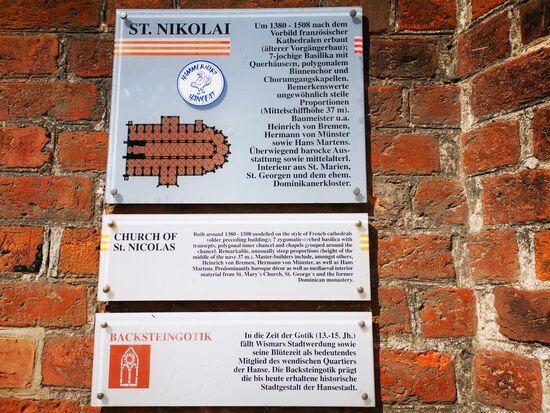 ST. NIKOLAI
Um 1380 - 1508 nach dem
Vorbild französischer
Kathedralen erbaut
(älterer Vorgängerbau);
7-jochige Basilika mit
Querhäusern, polygonalem
Binnenchor und
Chorumgangskapellen.
Bemerkenswerte
ungewöhnlich steile
Proportionen
(Mittelschiffhöhe 37 m).
Baumeister u.a.
Heinrich von Bremen,
Hermann von Münster
sowie Hans Martens.
Überwiegend barocke Aus-
stattung sowie mittelalterl.
Interieur aus St. Marien,
St. Georgen und dem ehem.
Dominikanerkloster.
CHURCH OF
St. NICOLAS
Built around 1380 - 1508 modelled on the style of French cathedrals
(older preceding building); 7 zygomatic-arched basilica with
transepts, polygonal inner chancel and chapels grouped around the
chancel. Remarkable, unusually steep proportions (height of the
middle of the nave 37 m.). Master-builders include, amongst others,
Heinrich von Bremen, Hermann von Münster, as well as Hans
Martens. Predominantly baroque décor as well as mediaeval interior
material from St. Mary's Church, St. George's and the former
Dominican monastery.
BACKSTEINGOTIK
In die Zeit der Gotik (13.-15. Jh.)
fällt Wismars Stadtwerdung sowie
seine Blütezeit als bedeutendes
Mitglied des wendischen Quartiers
der Hanse. Die Backsteingotik prägt
die bis heute erhaltene historische
Stadtgestalt der Hansestadt.